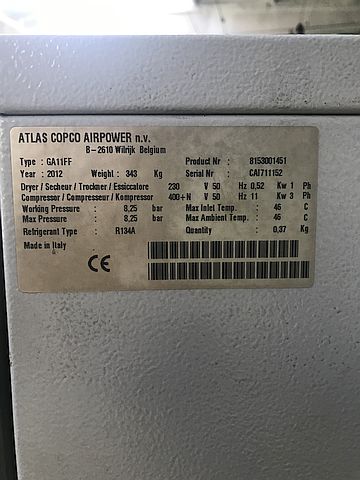 ATLAS COPCO AIRPOWER n.v.
B-2610 Wilrijk Belgium
Type : GA11FF Product Nr : 8153001451
Year : 2012 Weight : 343 Kg Serial Nr : CAI711152
Dryer / Secheur / Trockner / Essiccatore 230 V 50 Hz 0,52 Kw 1 Ph
Compressor / Compresseur / Kompressor 400+N V 50 Hz 11 Kw 3 Ph
Working Pressure : 8,25 bar Max Inlet Temp. : 46 C
Max Pressure : 8,25 bar Max Ambient Temp. : 46 C
Refrigerant Type : R134A Quantity : 0,37 Kg
Made in Italy
CE